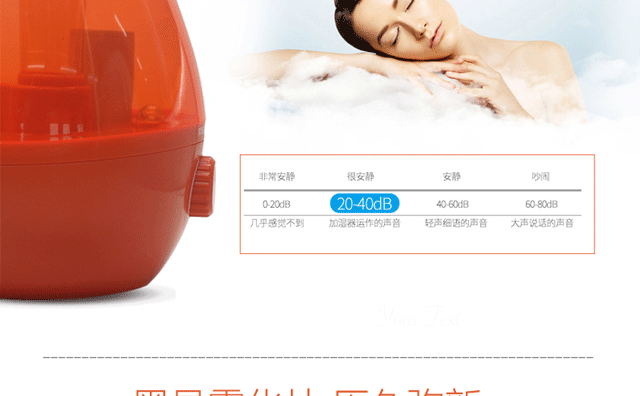 非常安静 很安静 安静 吵闹
0-20dB 20-40dB 40-60dB 60-80dB
几乎感觉不到 加湿器运作的声音 轻声细语的声音 大声说话的声音